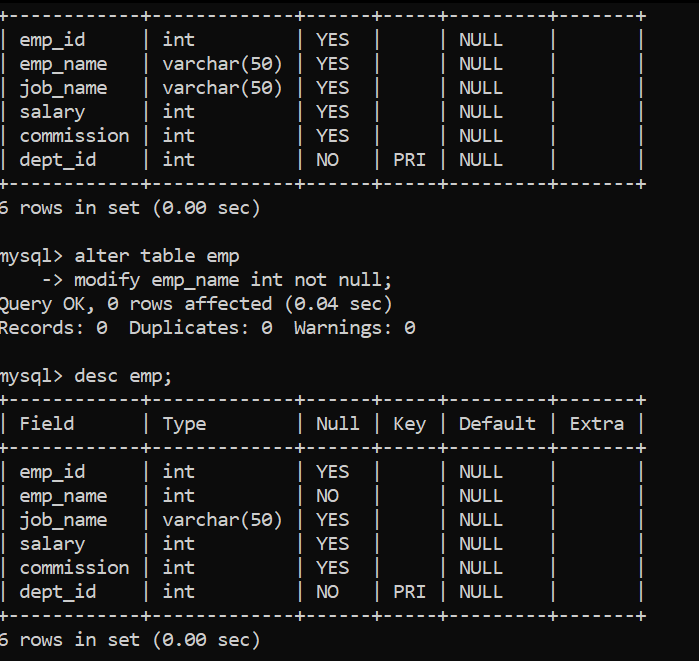 +------------+-------------+------+-----+---------+-------+
| emp_id     | int         | YES  |     | NULL    |       |
| emp_name   | varchar(50) | YES  |     | NULL    |       |
| job_name   | varchar(50) | YES  |     | NULL    |       |
| salary     | int         | YES  |     | NULL    |       |
| commission | int         | YES  |     | NULL    |       |
| dept_id    | int         | NO   | PRI | NULL    |       |
+------------+-------------+------+-----+---------+-------+
6 rows in set (0.00 sec)
mysql> alter table emp
    -> modify emp_name int not null;
Query OK, 0 rows affected (0.04 sec)
Records: 0  Duplicates: 0  Warnings: 0
mysql> desc emp;
+------------+-------------+------+-----+---------+-------+
| Field      | Type        | Null | Key | Default | Extra |
+------------+-------------+------+-----+---------+-------+
| emp_id     | int         | YES  |     | NULL    |       |
| emp_name   | int         | NO   |     | NULL    |       |
| job_name   | varchar(50) | YES  |     | NULL    |       |
| salary     | int         | YES  |     | NULL    |       |
| commission | int         | YES  |     | NULL    |       |
| dept_id    | int         | NO   | PRI | NULL    |       |
+------------+-------------+------+-----+---------+-------+
6 rows in set (0.00 sec)